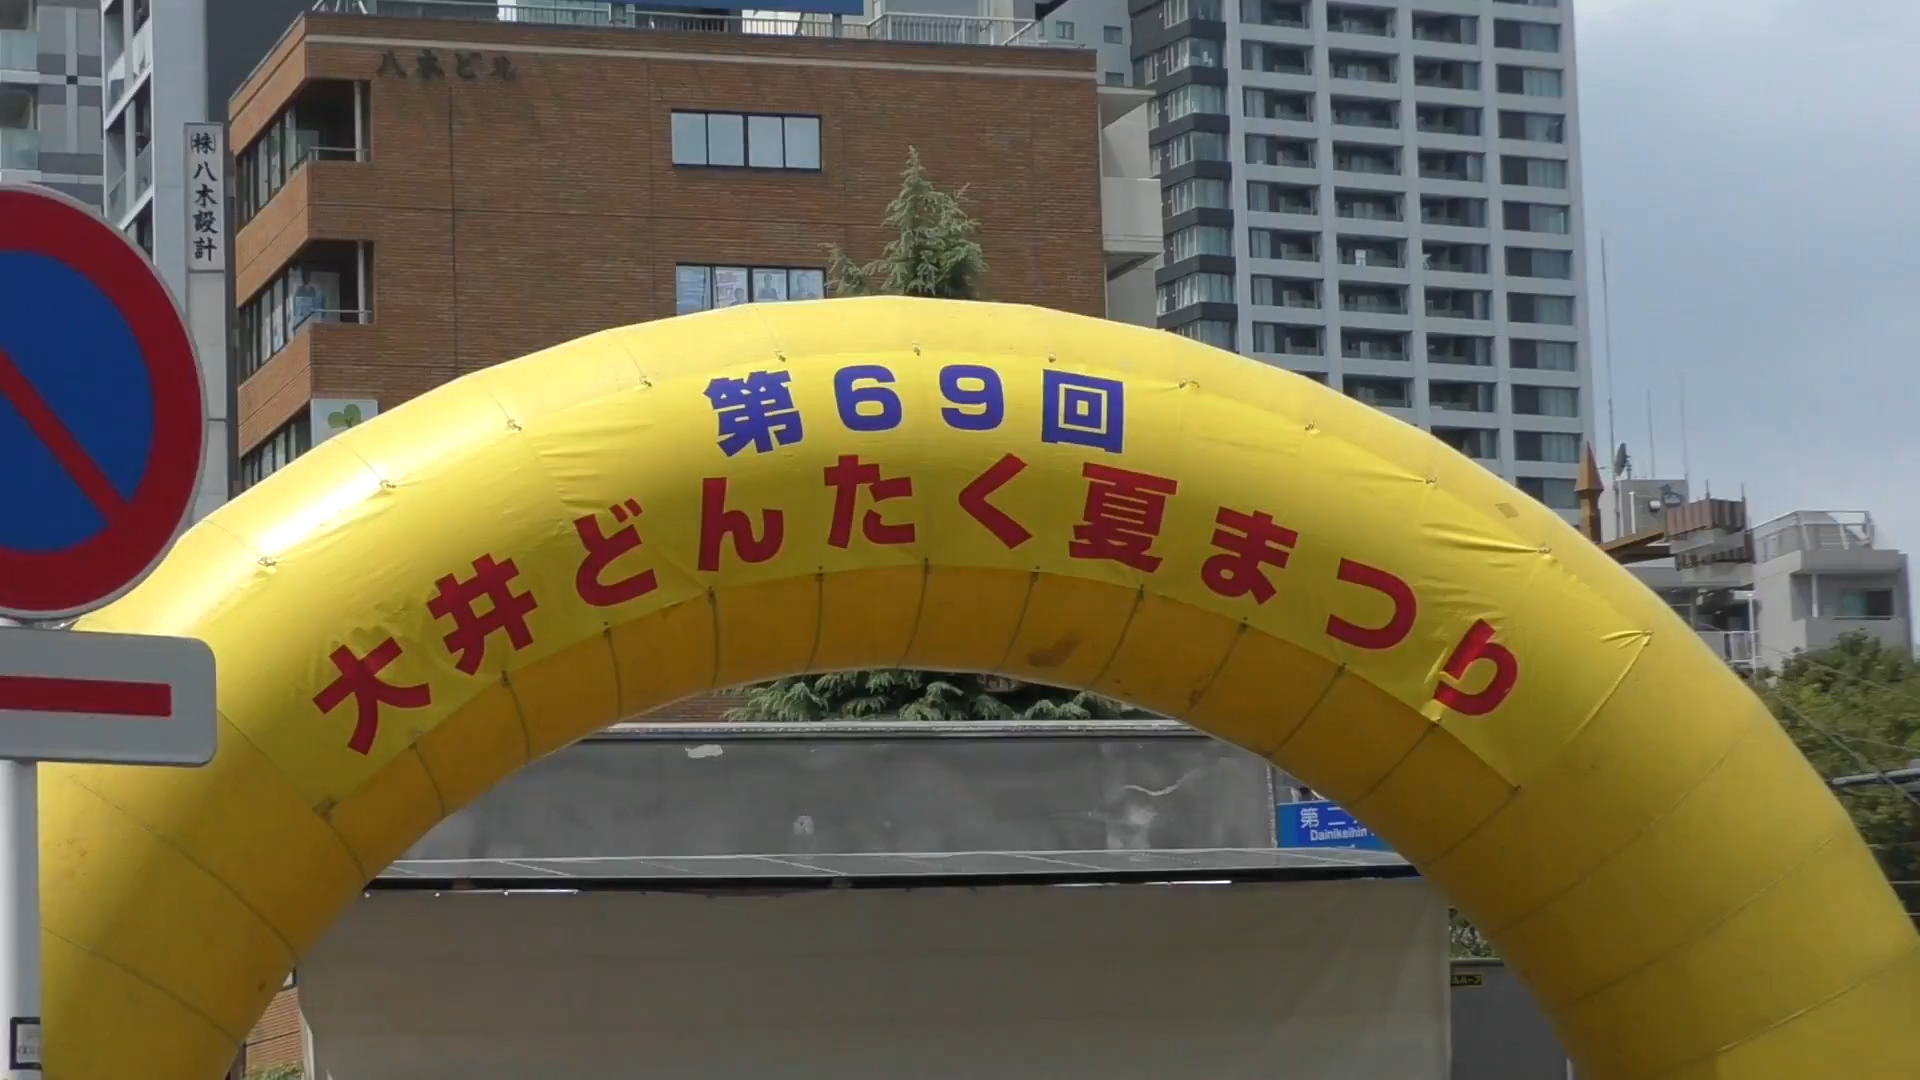 八木ビル
㈱八木設計
第69回
大井どんたく夏まつり
第二
Dainikeihin